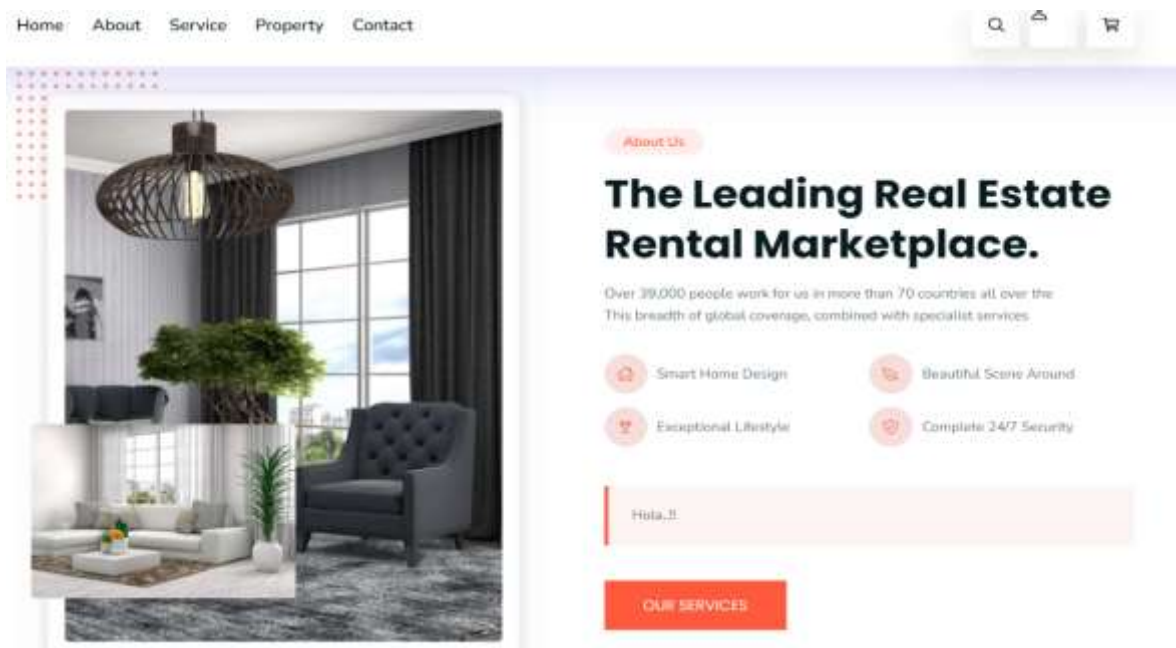 Home About Service Property Contact
About Us
The Leading Real Estate
Rental Marketplace.
Over 39,000 people work for us in more than 70 countries all over the
This breadth of global coverage, combined with specialist services
Smart Home Design Beautiful Scene Around
Exceptional Lifestyle Complete 24/7 Security
Hola..!!
OUR SERVICES